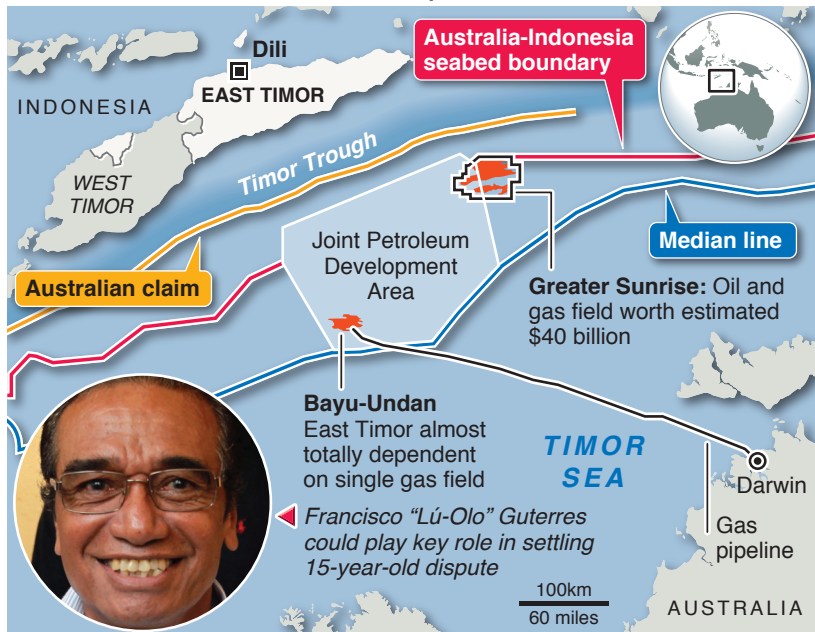 Dili
EAST TIMOR
INDONESIA
WEST
TIMOR
Timor Trough
Australia-Indonesia
seabed boundary
Joint Petroleum
Development
Area
Median line
Australian claim
Greater Sunrise: Oil and
gas field worth estimated
$40 billion
Bayu-Undan
East Timor almost
totally dependent
on single gas field
TIMOR
SEA
Darwin
Gas
pipeline
Francisco “Lú-Olo” Guterres
could play key role in settling
15-year-old dispute
100km
60 miles
AUSTRALIA